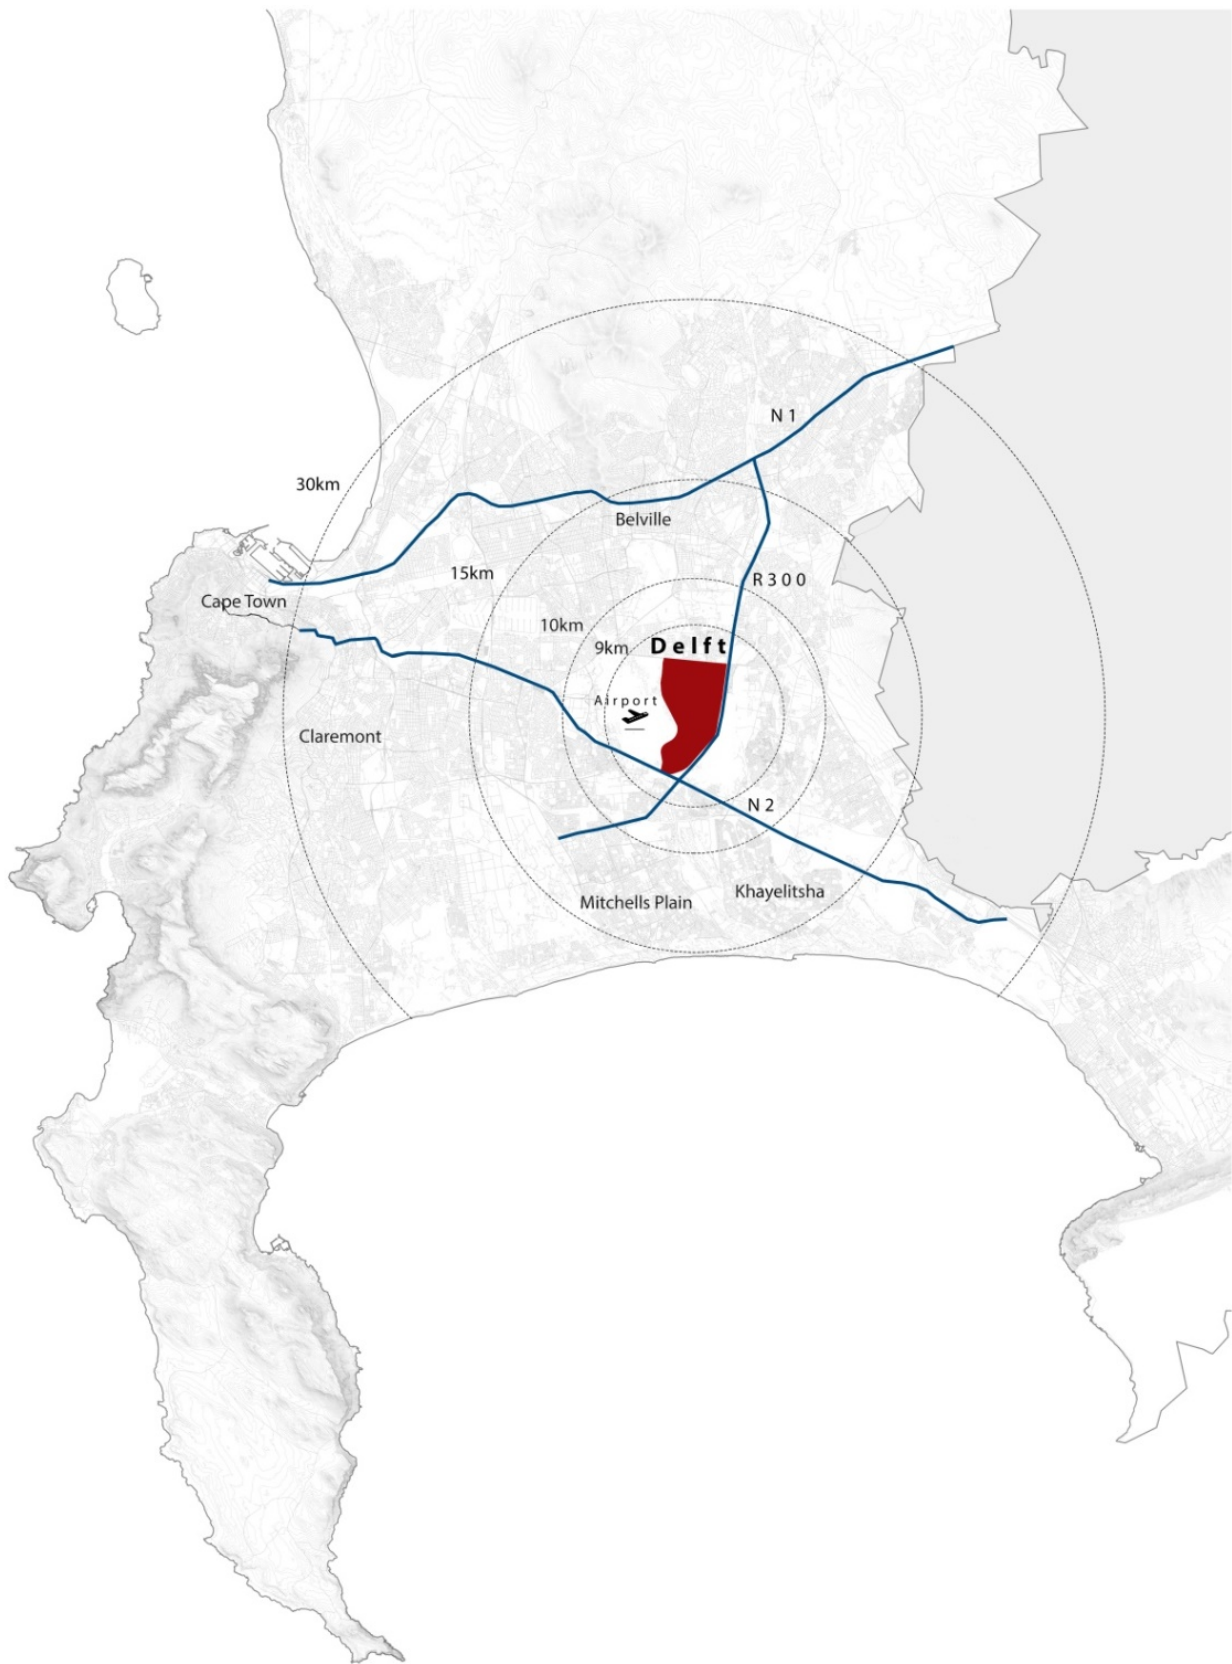 N 1
30km
Belville
15km
R 3 0 0
Cape Town
10km
9km
Delft
Airport
Claremont
N 2
Khayelitsha
Mitchells Plain